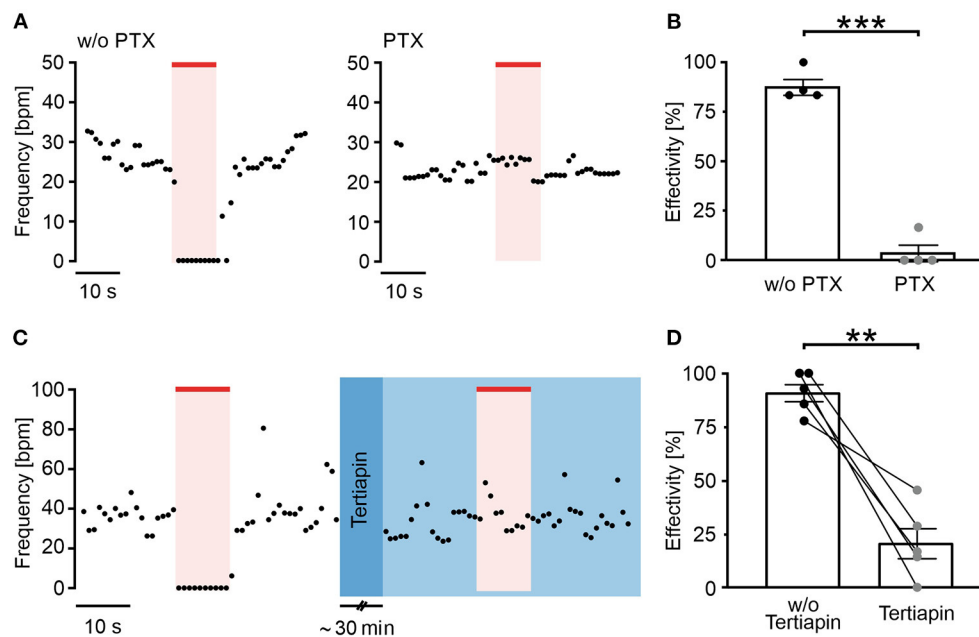 A
w/o PTX
PTX
Frequency [bpm]
50
40
30
20
10
0
10 s
Frequency [bpm]
50
40
30
20
10
0
10 s
B
***
Effectivity [%]
100
75
50
25
0
w/o PTX
PTX
C
Frequency [bpm]
100
80
60
40
20
0
Tertiapin
10 s
~ 30 min
D
**
Effectivity [%]
100
75
50
25
0
w/o
Tertiapin
Tertiapin